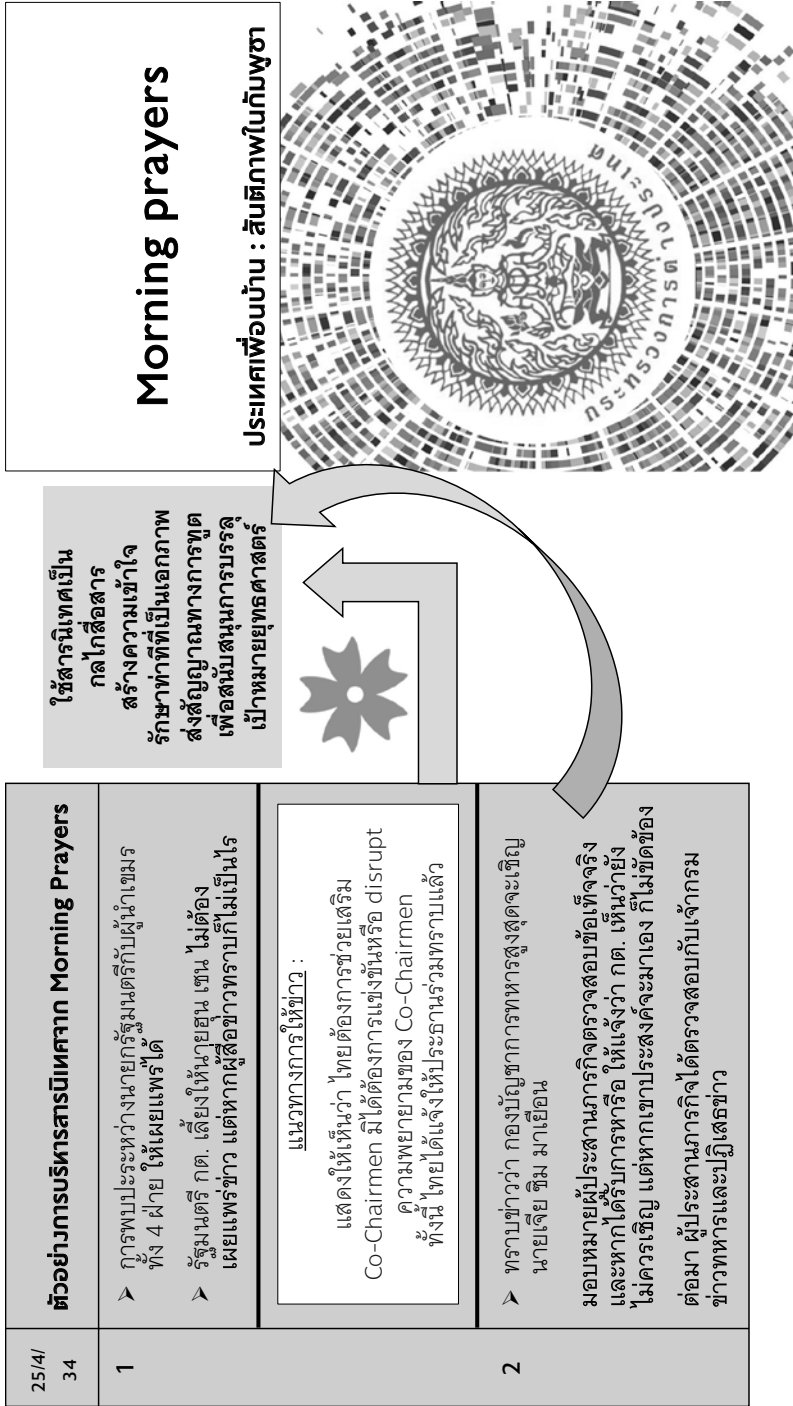 Morning prayers
ประเทศเพื่อนบ้าน : สันติภาพในกัมพูชา
กระทรวงการต่างประเทศ
ใช้สารนิเทศเป็น
กลไกสื่อสาร
สร้างความเข้าใจ
รักษาท่าทีที่เป็นเอกภาพ
ส่งสัญญาณทางการทูต
เพื่อสนับสนุนการบรรลุ
เป้าหมายยุทธศาสตร์
25/4/
34
ตัวอย่างการบริหารสารนิเทศจาก Morning Prayers
1
➢ การพบปะระหว่างนายกรัฐมนตรีกับผู้นำเขมร
ทั้ง 4 ฝ่าย ให้เผยแพร่ได้
➢ รัฐมนตรี กต. เลี้ยงให้นายฮุน เซน ไม่ต้อง
เผยแพร่ข่าว แต่หากผู้สื่อข่าวทราบก็ไม่เป็นไร
แนวทางการให้ข่าว :
แสดงให้เห็นว่า ไทยต้องการช่วยเสริม
Co-Chairmen มิได้ต้องการแข่งขันหรือ disrupt
ความพยายามของ Co-Chairmen
ทั้งนี้ ไทยได้แจ้งให้ประธานร่วมทราบแล้ว
2
➢ ทราบข่าวว่า กองบัญชาการทหารสูงสุดจะเชิญ
นายเจีย ซิม มาเยือน
มอบหมายผู้ประสานภารกิจตรวจสอบข้อเท็จจริง
และหากได้รับการหารือ ให้แจ้งว่า กต. เห็นว่ายัง
ไม่ควรเชิญ แต่หากเขาประสงค์จะมาเอง ก็ไม่ขัดข้อง
ต่อมา ผู้ประสานภารกิจได้ตรวจสอบกับเจ้ากรม
ข่าวทหารและปฏิเสธข่าว